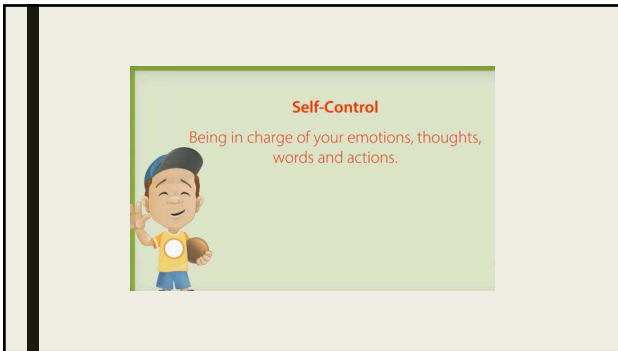 Self-Control
Being in charge of your emotions, thoughts,
words and actions.